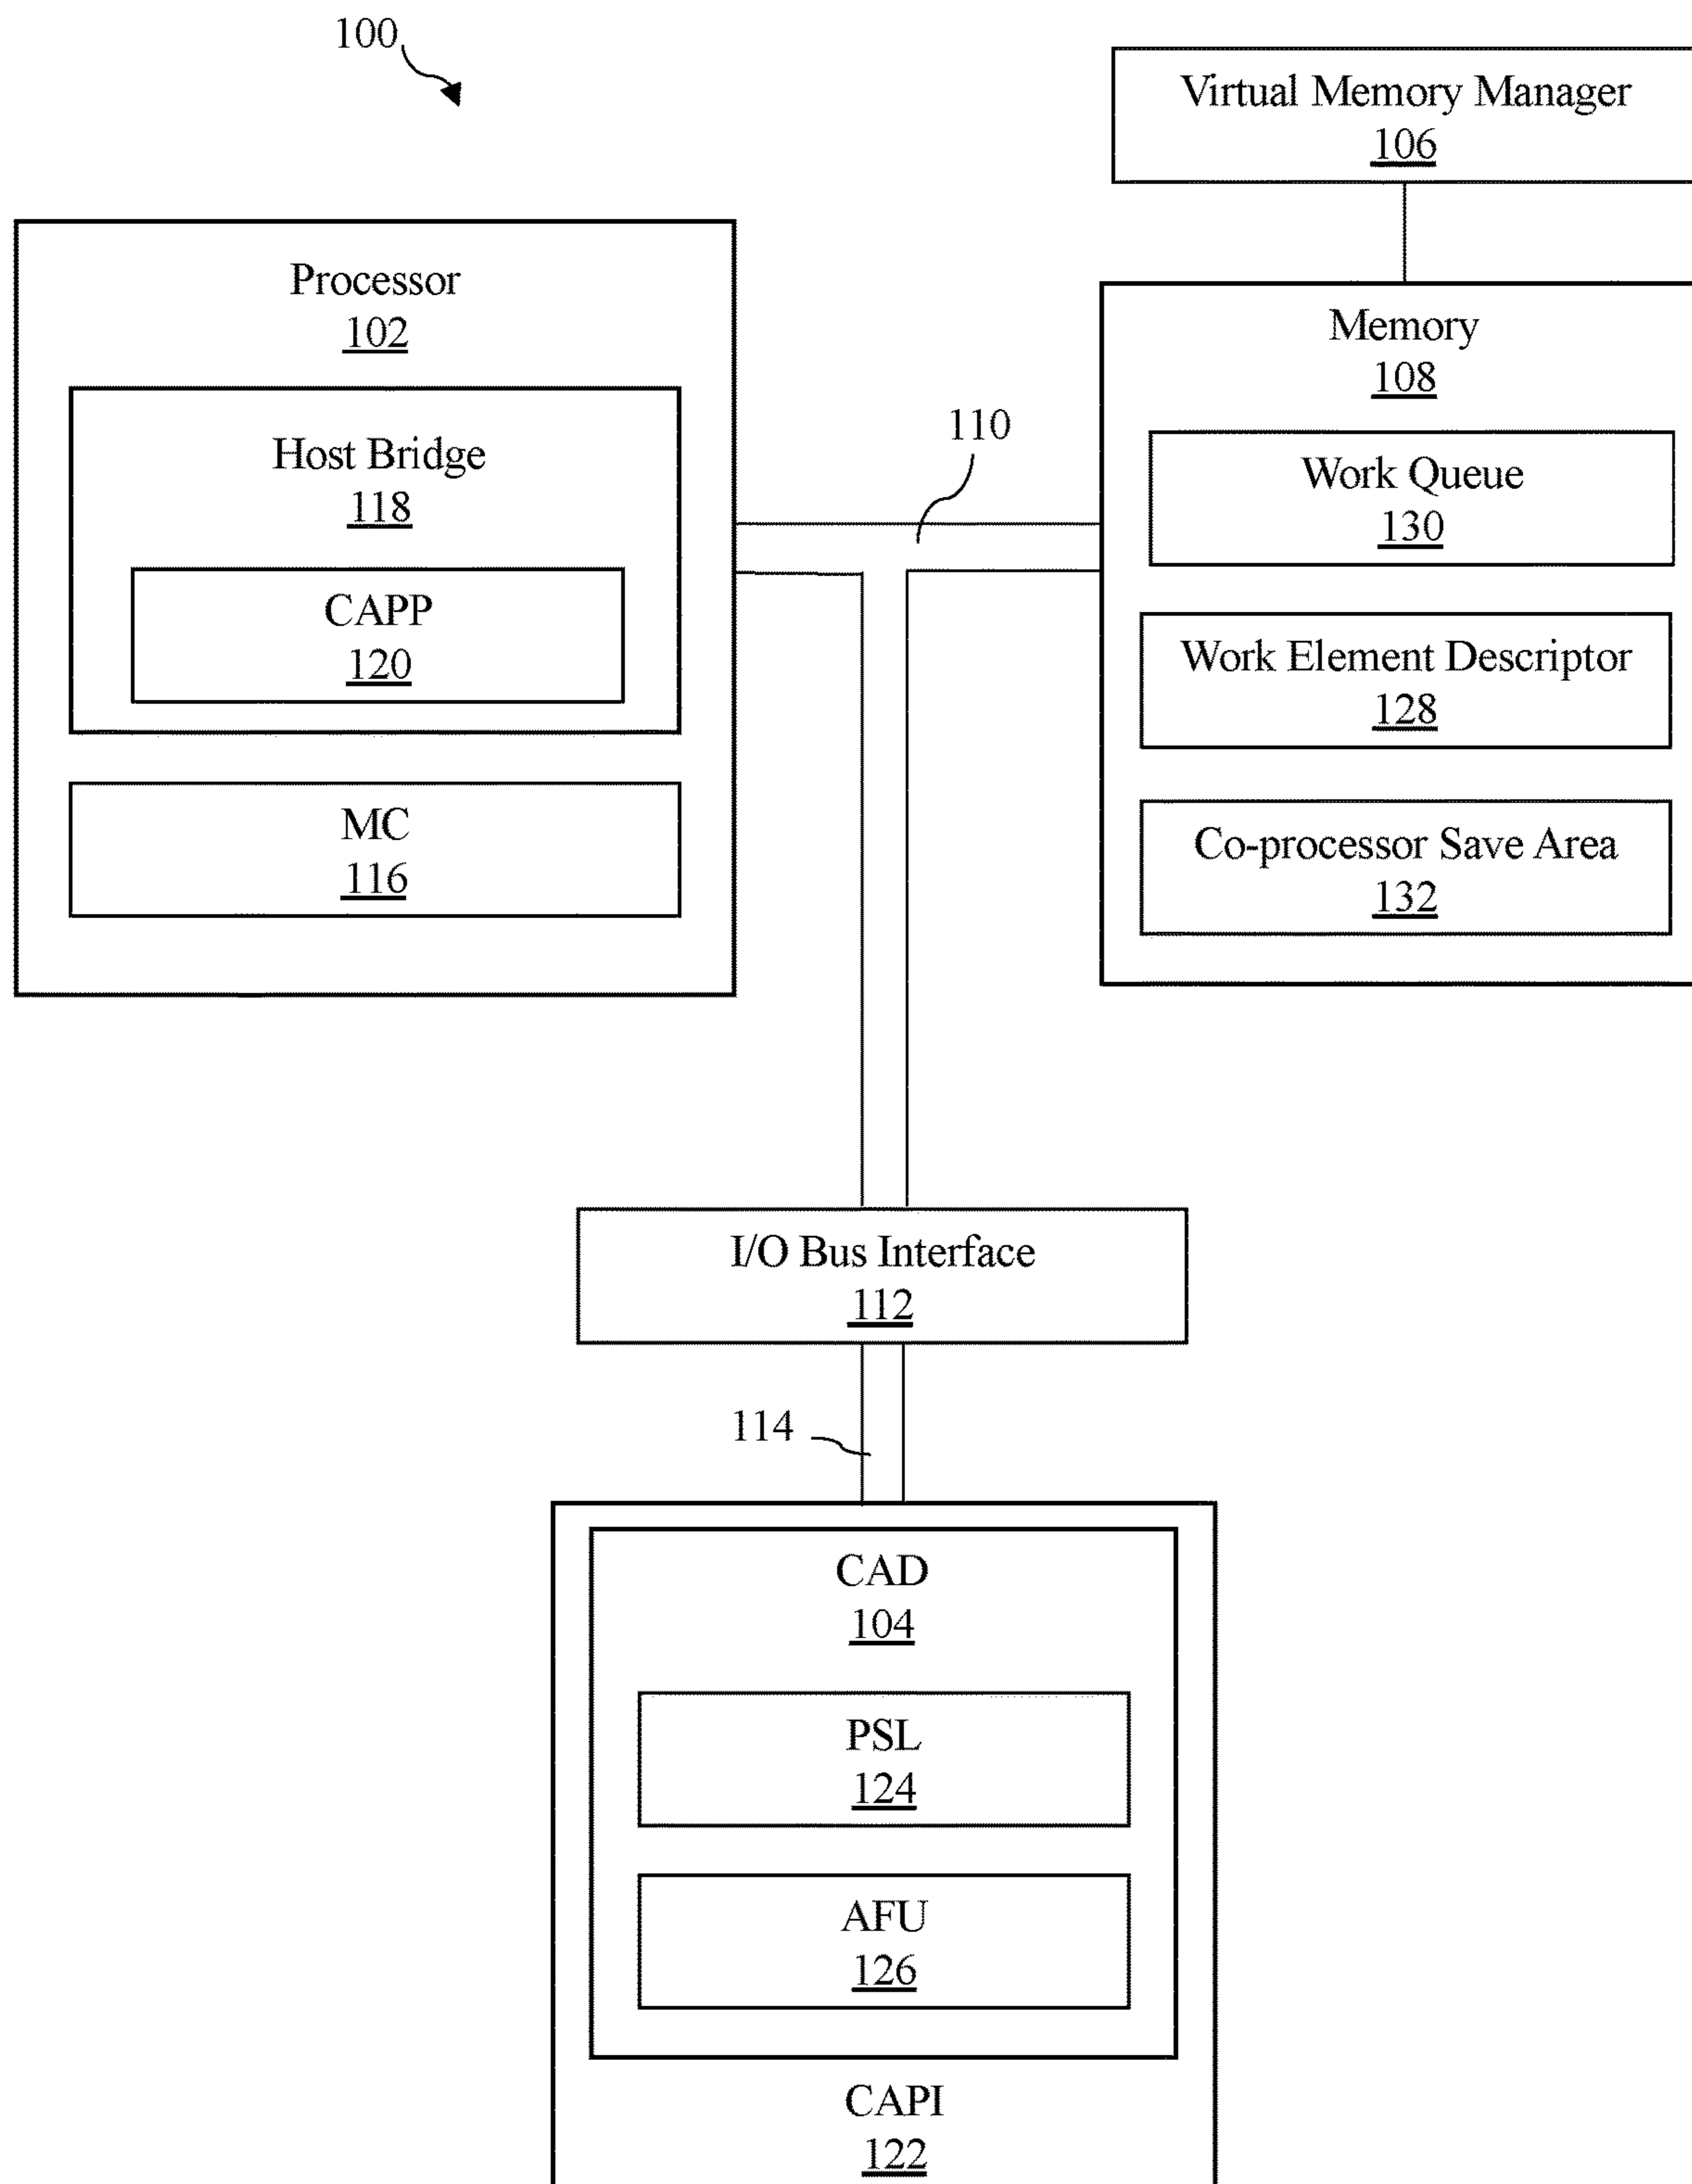 100
Virtual Memory Manager
106
Processor
102
Host Bridge
118
CAPP
120
MC
116
110
Memory
108
Work Queue
130
Work Element Descriptor
128
Co-processor Save Area
132
I/O Bus Interface
112
114
CAD
104
PSL
124
AFU
126
CAPI
122